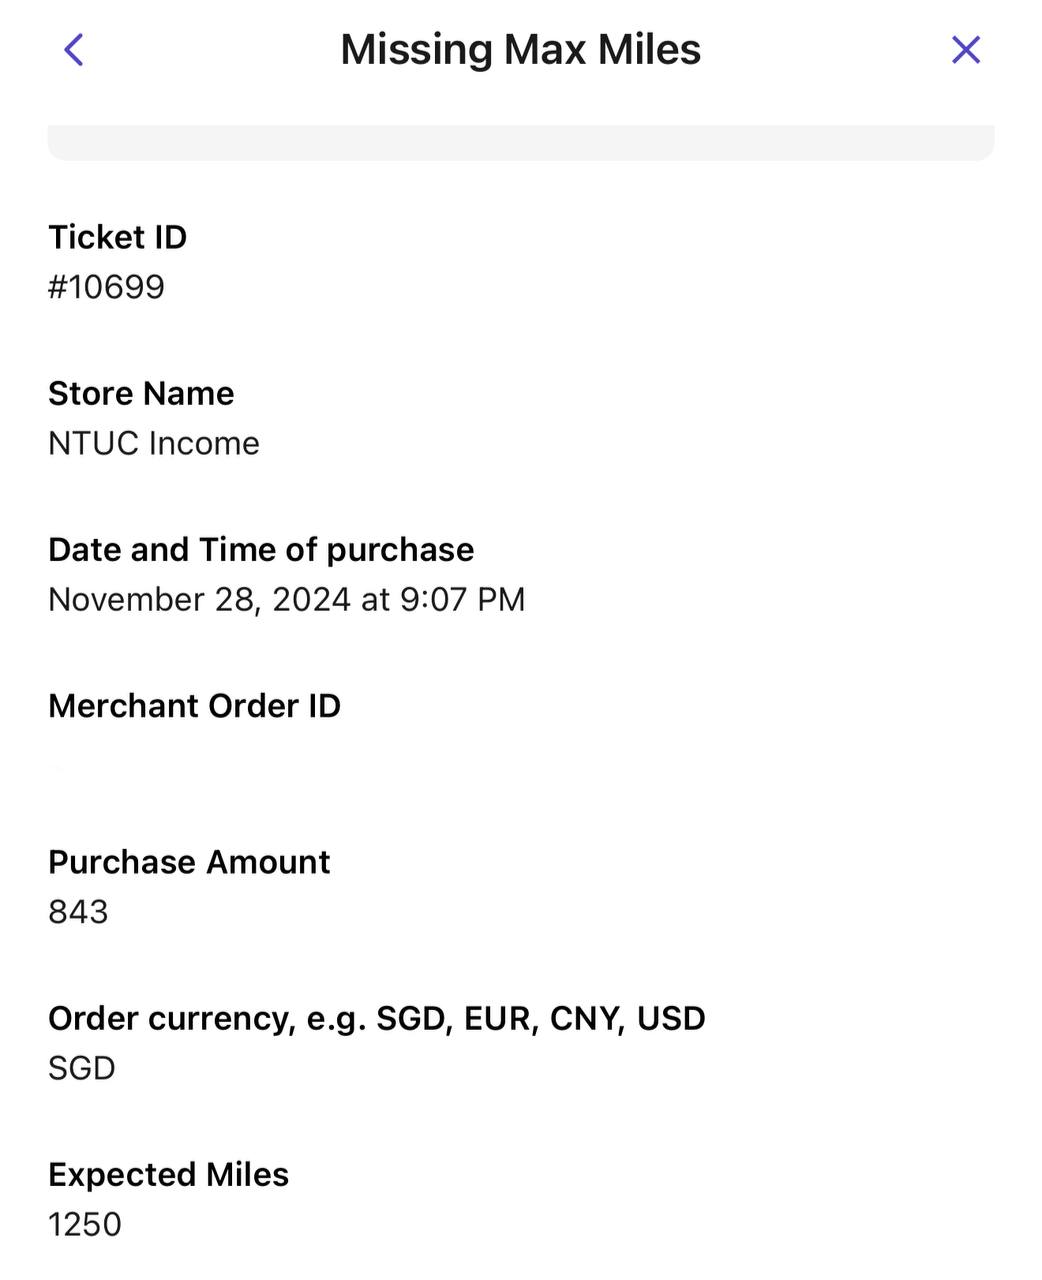 Missing Max Miles
Ticket ID
#10699
Store Name
NTUC Income
Date and Time of purchase
November 28, 2024 at 9:07 PM
Merchant Order ID
Purchase Amount
843
Order currency, e.g. SGD, EUR, CNY, USD
SGD
Expected Miles
1250